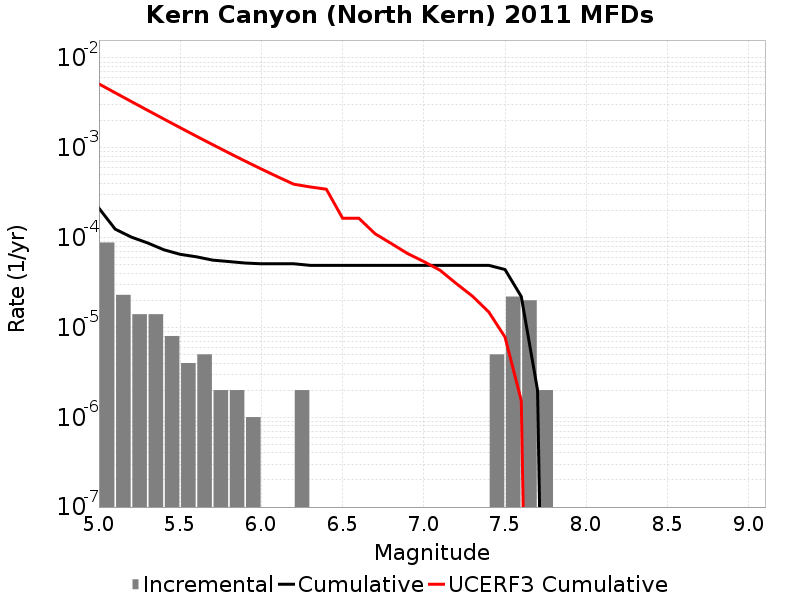 Kern Canyon (North Kern) 2011 MFDs
Rate (1/yr)
10-2
10-3
10-4
10-5
10-6
10-7
5.0 5.5 6.0 6.5 7.0 7.5 8.0 8.5 9.0
Magnitude
Incremental Cumulative UCERF3 Cumulative